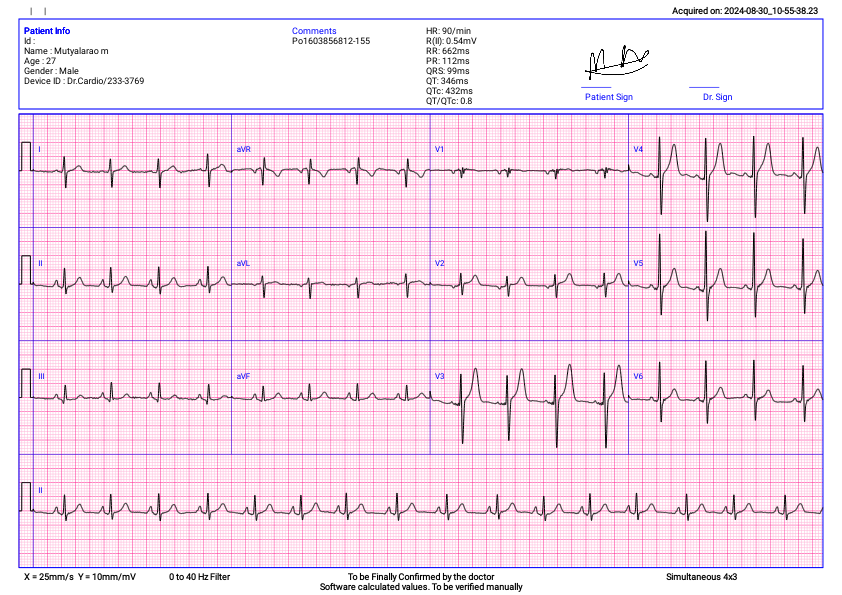 Acquired on: 2024-08-30_10-55-38.23
Patient Info
Id :
Name : Mutyalarao m
Age : 27
Gender : Male
Device ID : Dr.Cardio/233-3769
Comments
Po1603856812-155
HR: 90/min
R(II): 0.54mV
RR: 662ms
PR: 112ms
QRS: 99ms
QT: 346ms
QTc: 432ms
QT/QTc: 0.8
Patient Sign
Dr. Sign
I aVR V1 V4
II aVL V2 V5
III aVF V3 V6
II
X = 25mm/s Y = 10mm/mV
0 to 40 Hz Filter
To be Finally Confirmed by the doctor
Software calculated values. To be verified manually
Simultaneous 4x3